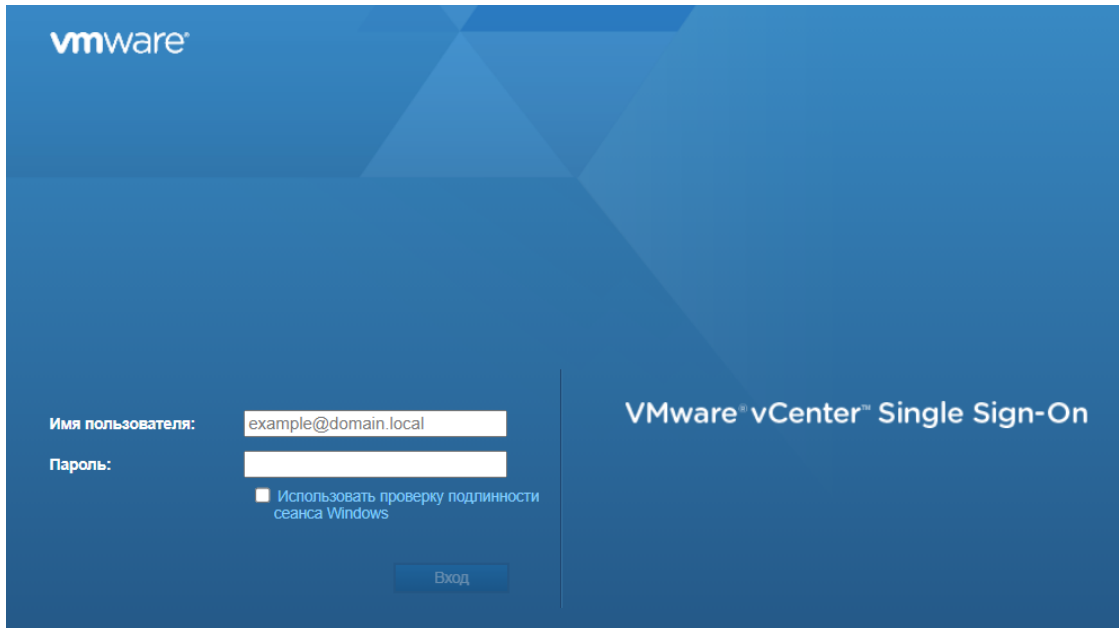 vmware®
Имя пользователя: example@domain.local
Пароль:
Использовать проверку подлинности
сеанса Windows
Вход
VMware® vCenter™ Single Sign-On